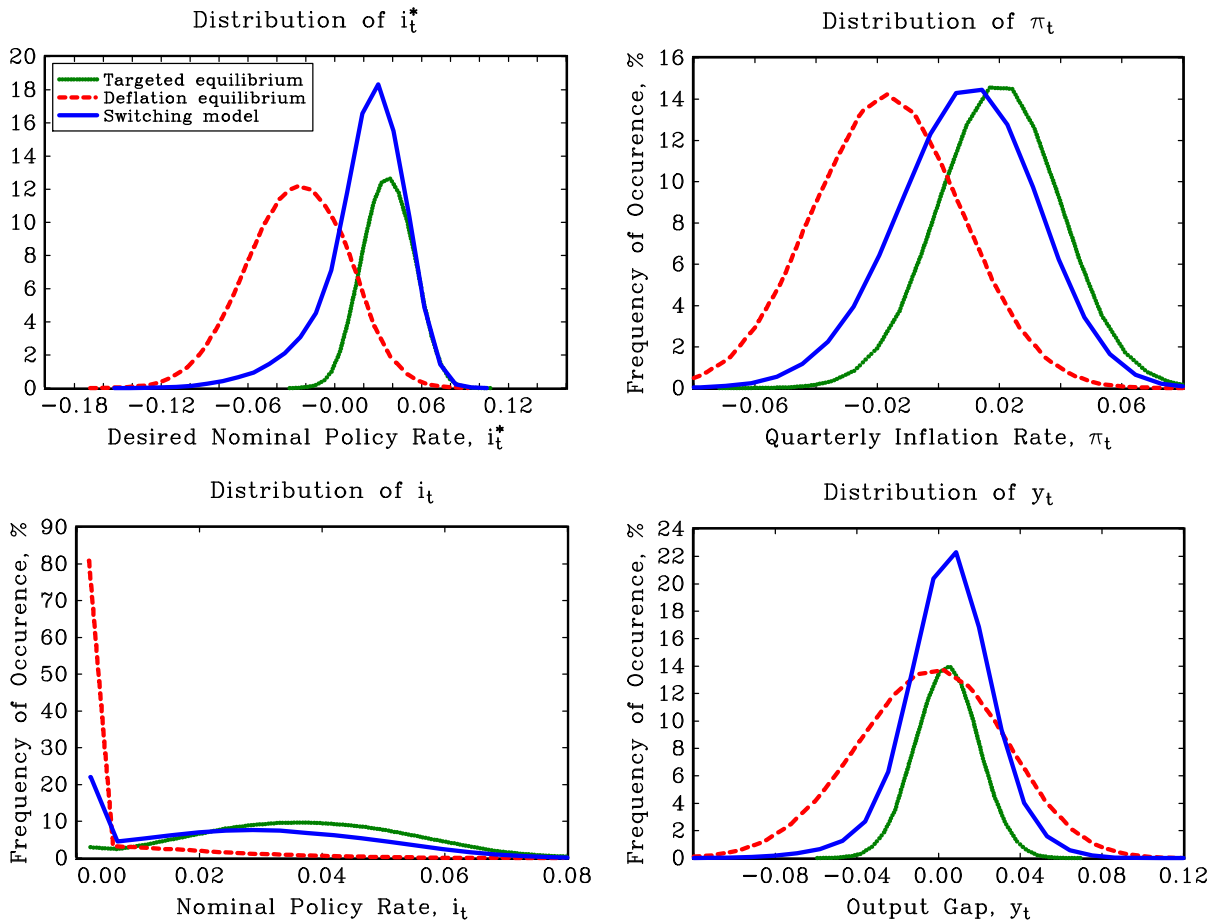 Distribution of i*t
20
18
16
14
12
10
8
6
4
2
0
Targeted equilibrium
Deflation equilibrium
Switching model
−0.18 −0.12 −0.06 −0.00 0.06 0.12
Desired Nominal Policy Rate, i*t
Distribution of πt
Frequency of Occurence, %
16
14
12
10
8
6
4
2
0
−0.06 −0.02 0.02 0.06
Quarterly Inflation Rate, πt
Distribution of it
Frequency of Occurence, %
90
80
70
60
50
40
30
20
10
0
0.00 0.02 0.04 0.06 0.08
Nominal Policy Rate, it
Distribution of yt
Frequency of Occurence, %
24
22
20
18
16
14
12
10
8
6
4
2
0
−0.08 −0.04 0.00 0.04 0.08 0.12
Output Gap, yt